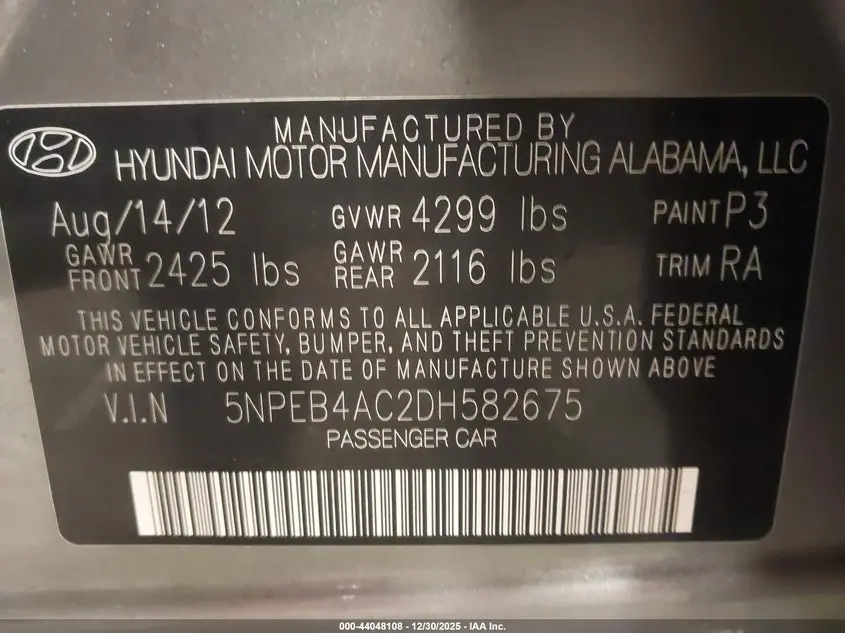 MANUFACTURED BY
HYUNDAI MOTOR MANUFACTURING ALABAMA, LLC
Aug/14/12 GVWR 4299 lbs PAINT P3
GAWR FRONT 2425 lbs GAWR REAR 2116 lbs TRIM RA
THIS VEHICLE CONFORMS TO ALL APPLICABLE U.S.A. FEDERAL
MOTOR VEHICLE SAFETY, BUMPER, AND THEFT PREVENTION STANDARDS
IN EFFECT ON THE DATE OF MANUFACTURE SHOWN ABOVE
V.I.N 5NPEB4AC2DH582675
PASSENGER CAR
000-44048108 - 12/30/2025 - IAA Inc.